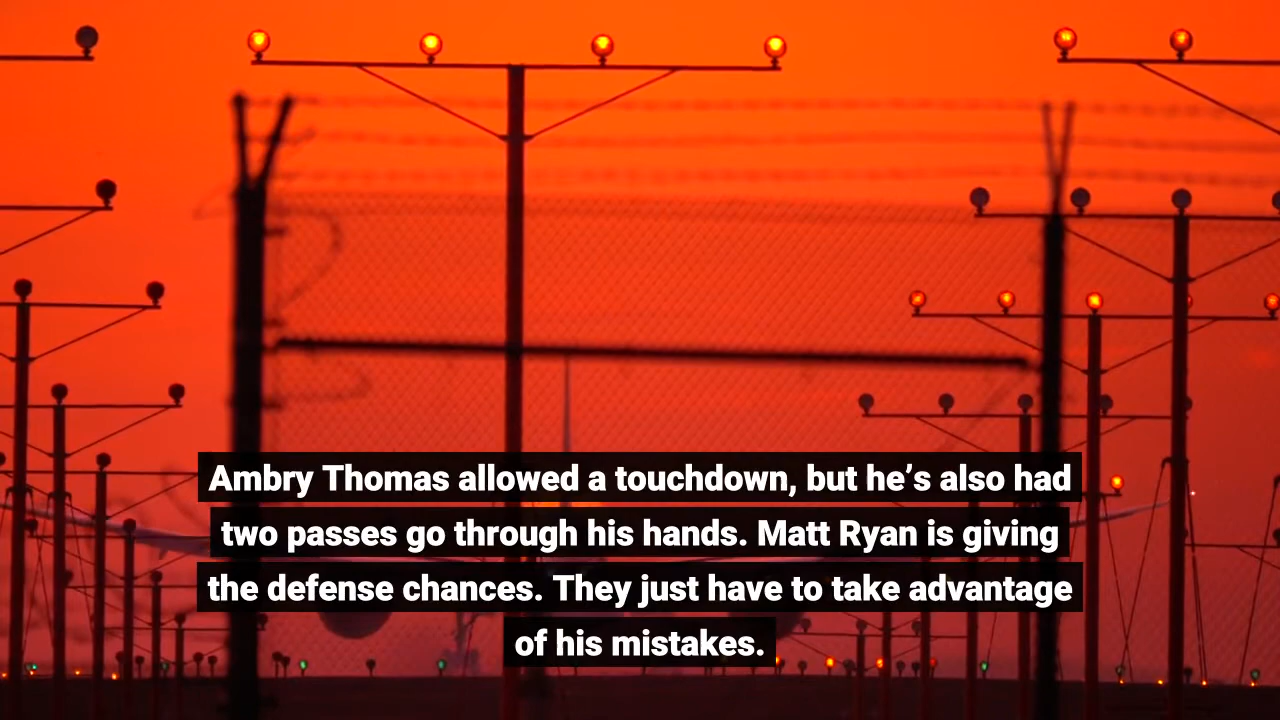 Ambry Thomas allowed a touchdown, but he’s also had
two passes go through his hands. Matt Ryan is giving
the defense chances. They just have to take advantage
of his mistakes.